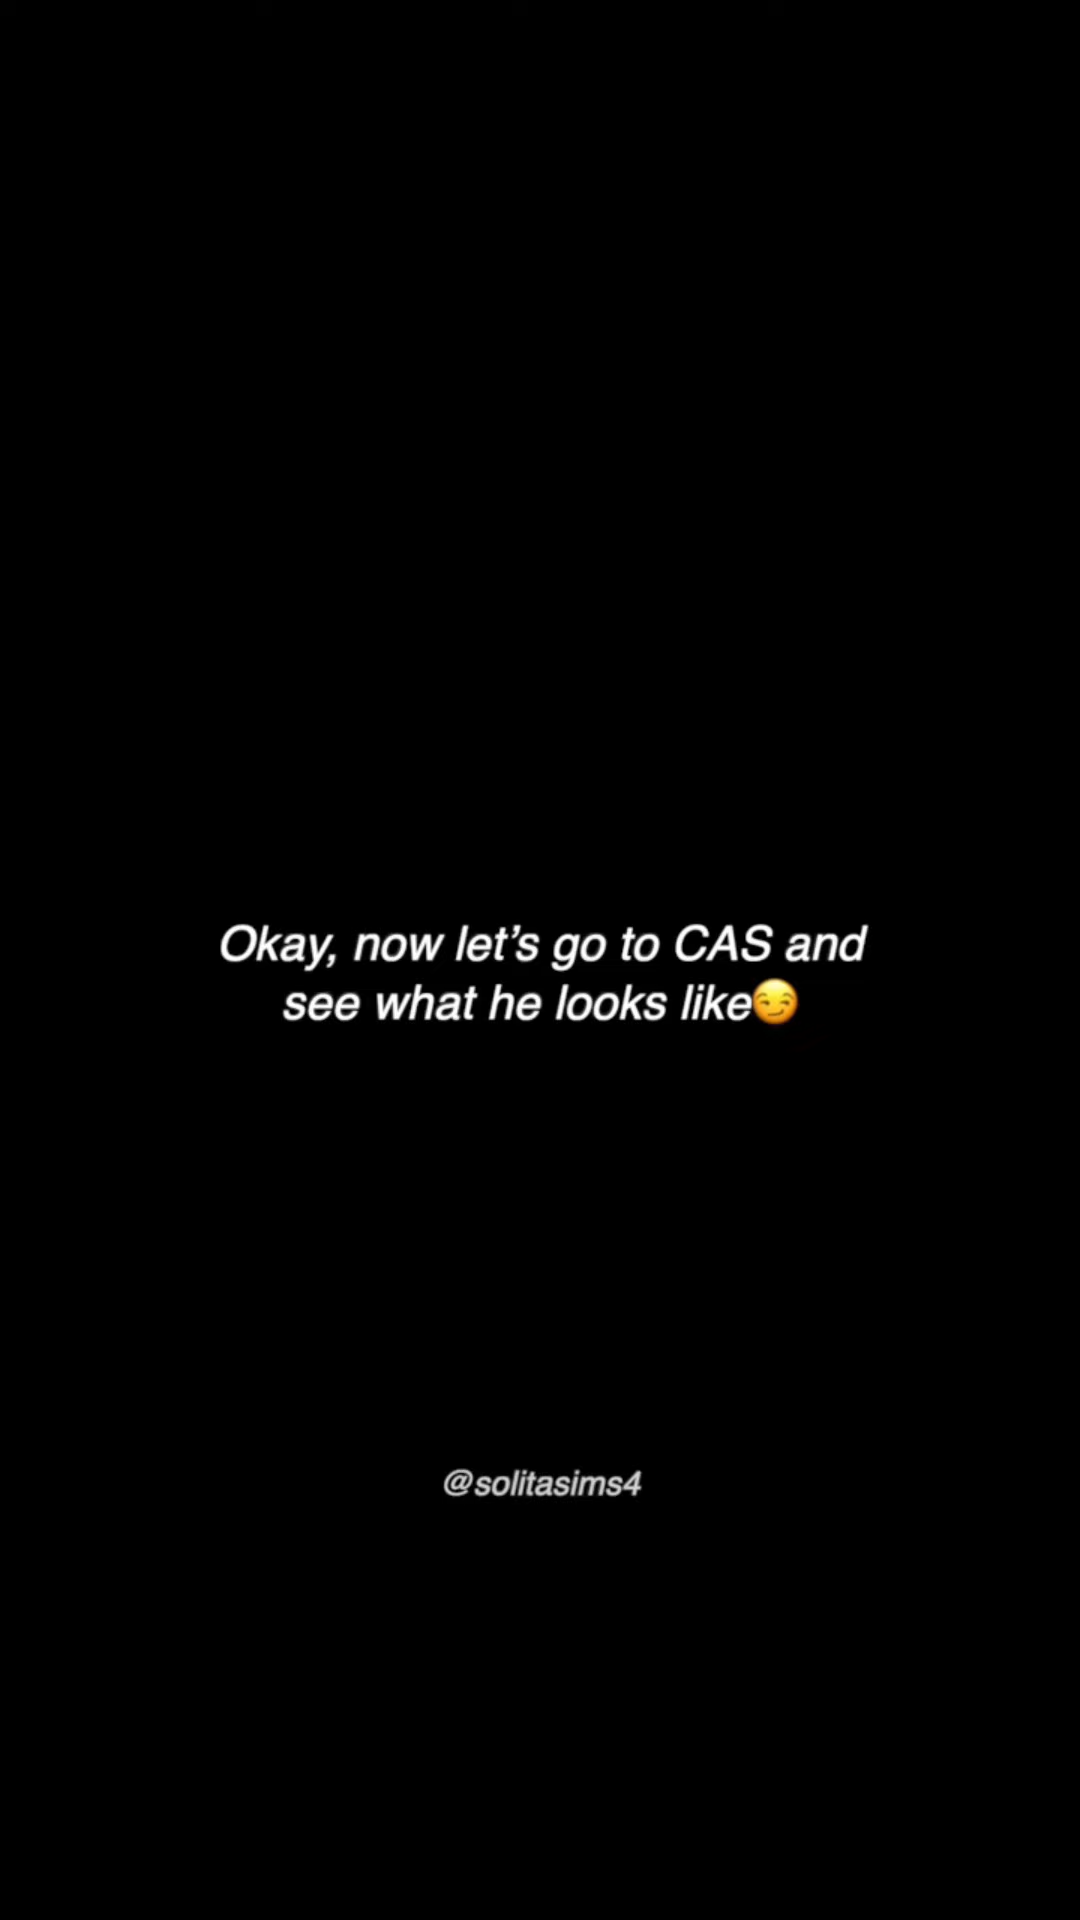 Okay, now let’s go to CAS and
see what he looks like😏
@solitasims4